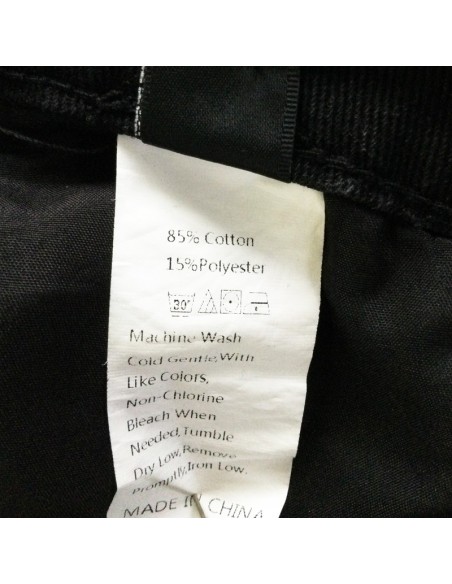 85% Cotton
15%Polyester
30°
Machine Wash
Cold Gentle,With
Like Colors,
Non-Chlorine
Bleach When
Needed,Tumble
Dry Low,Remove
Promptly,Iron Low.
MADE IN CHINA